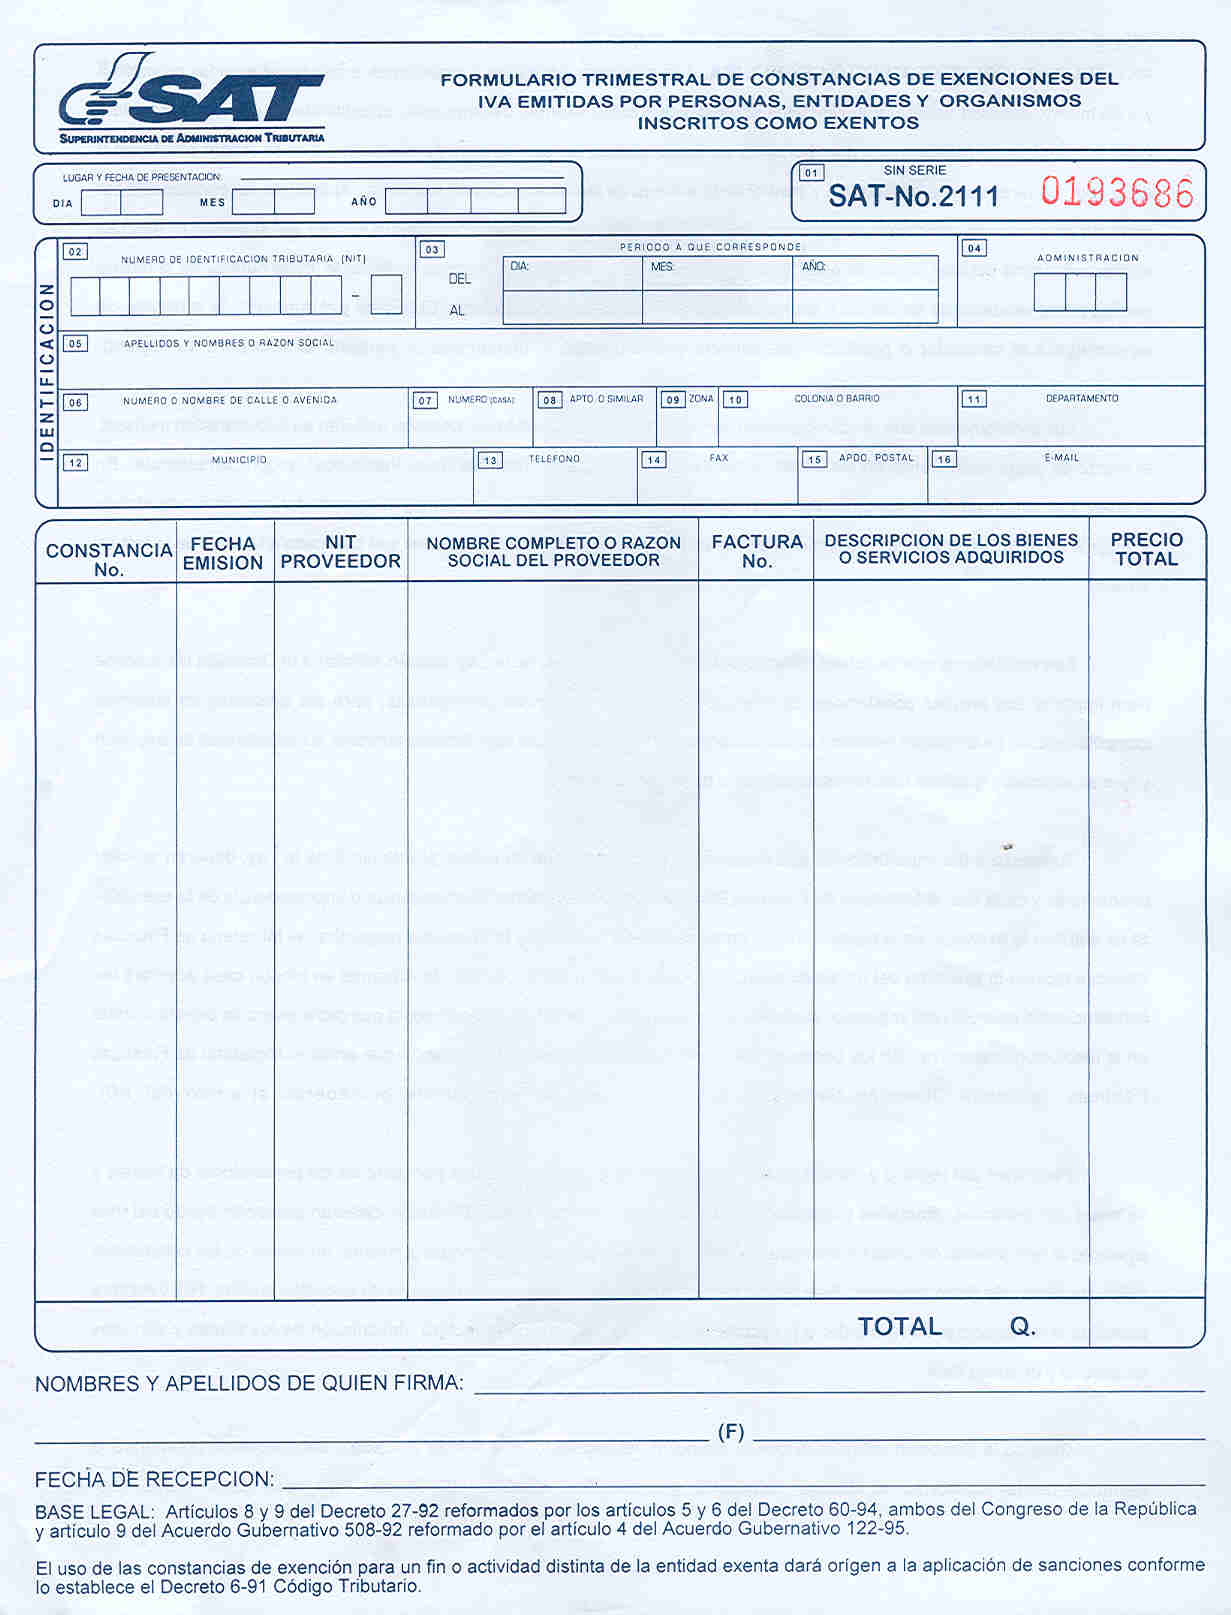 SAT
SUPERINTENDENCIA DE ADMINISTRACION TRIBUTARIA
FORMULARIO TRIMESTRAL DE CONSTANCIAS DE EXENCIONES DEL
IVA EMITIDAS POR PERSONAS, ENTIDADES Y ORGANISMOS
INSCRITOS COMO EXENTOS
LUGAR Y FECHA DE PRESENTACION:
DIA MES AÑO
01 SIN SERIE
SAT-No.2111 0193686
IDENTIFICACION
02 NUMERO DE IDENTIFICACION TRIBUTARIA (NIT)
–
03 PERIODO A QUE CORRESPONDE:
DIA: MES: AÑO:
DEL
AL
04 ADMINISTRACION
05 APELLIDOS Y NOMBRES O RAZON SOCIAL
06 NUMERO O NOMBRE DE CALLE O AVENIDA 07 NUMERO (CASA) 08 APTO. O SIMILAR 09 ZONA 10 COLONIA O BARRIO 11 DEPARTAMENTO
12 MUNICIPIO 13 TELEFONO 14 FAX 15 APDO. POSTAL 16 E-MAIL
CONSTANCIA No. FECHA EMISION NIT PROVEEDOR NOMBRE COMPLETO O RAZON SOCIAL DEL PROVEEDOR FACTURA No. DESCRIPCION DE LOS BIENES O SERVICIOS ADQUIRIDOS PRECIO TOTAL
TOTAL Q.
NOMBRES Y APELLIDOS DE QUIEN FIRMA:
(F)
FECHA DE RECEPCION:
BASE LEGAL: Artículos 8 y 9 del Decreto 27-92 reformados por los artículos 5 y 6 del Decreto 60-94, ambos del Congreso de la República
y artículo 9 del Acuerdo Gubernativo 508-92 reformado por el artículo 4 del Acuerdo Gubernativo 122-95.
El uso de las constancias de exención para un fin o actividad distinta de la entidad exenta dará orígen a la aplicación de sanciones conforme
lo establece el Decreto 6-91 Código Tributario.